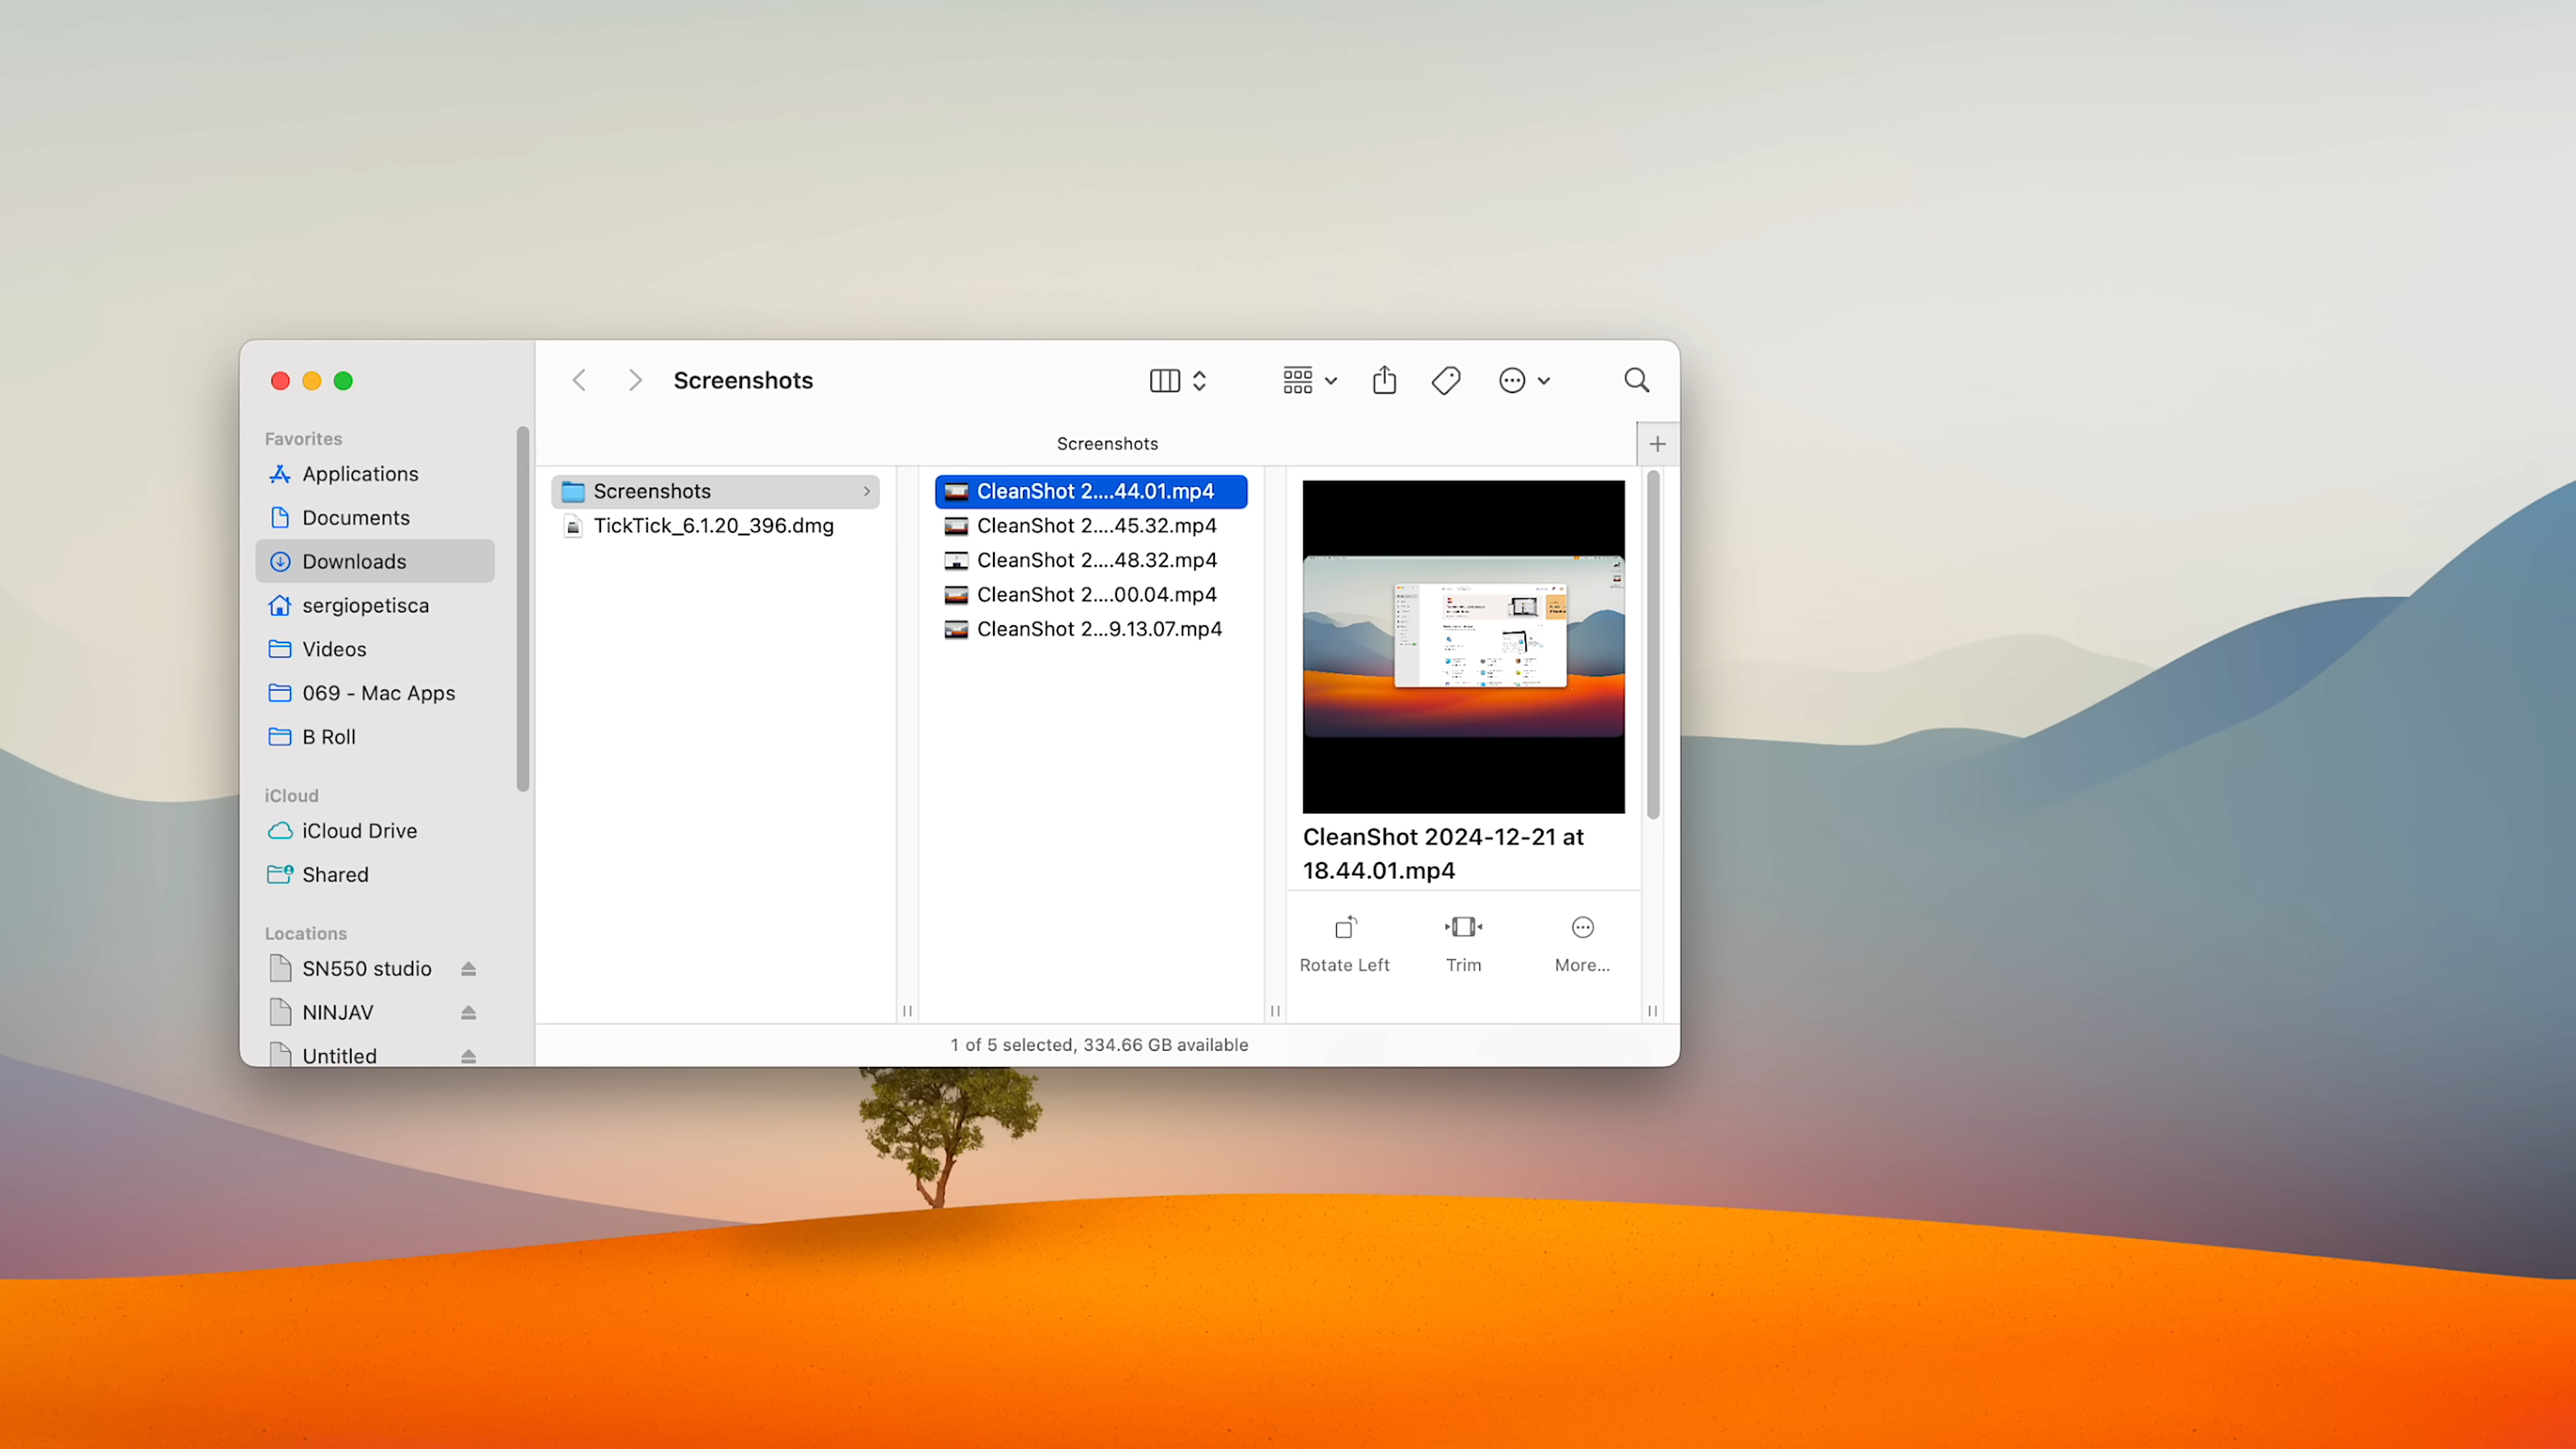 Screenshots
Favorites
Applications
Documents
Downloads
sergiopetisca
Videos
069 - Mac Apps
B Roll
iCloud
iCloud Drive
Shared
Locations
SN550 studio
NINJAV
Untitled
Screenshots
Screenshots
TickTick_6.1.20_396.dmg
CleanShot 2....44.01.mp4
CleanShot 2....45.32.mp4
CleanShot 2....48.32.mp4
CleanShot 2....00.04.mp4
CleanShot 2...9.13.07.mp4
CleanShot 2024-12-21 at
18.44.01.mp4
Rotate Left
Trim
More...
1 of 5 selected, 334.66 GB available